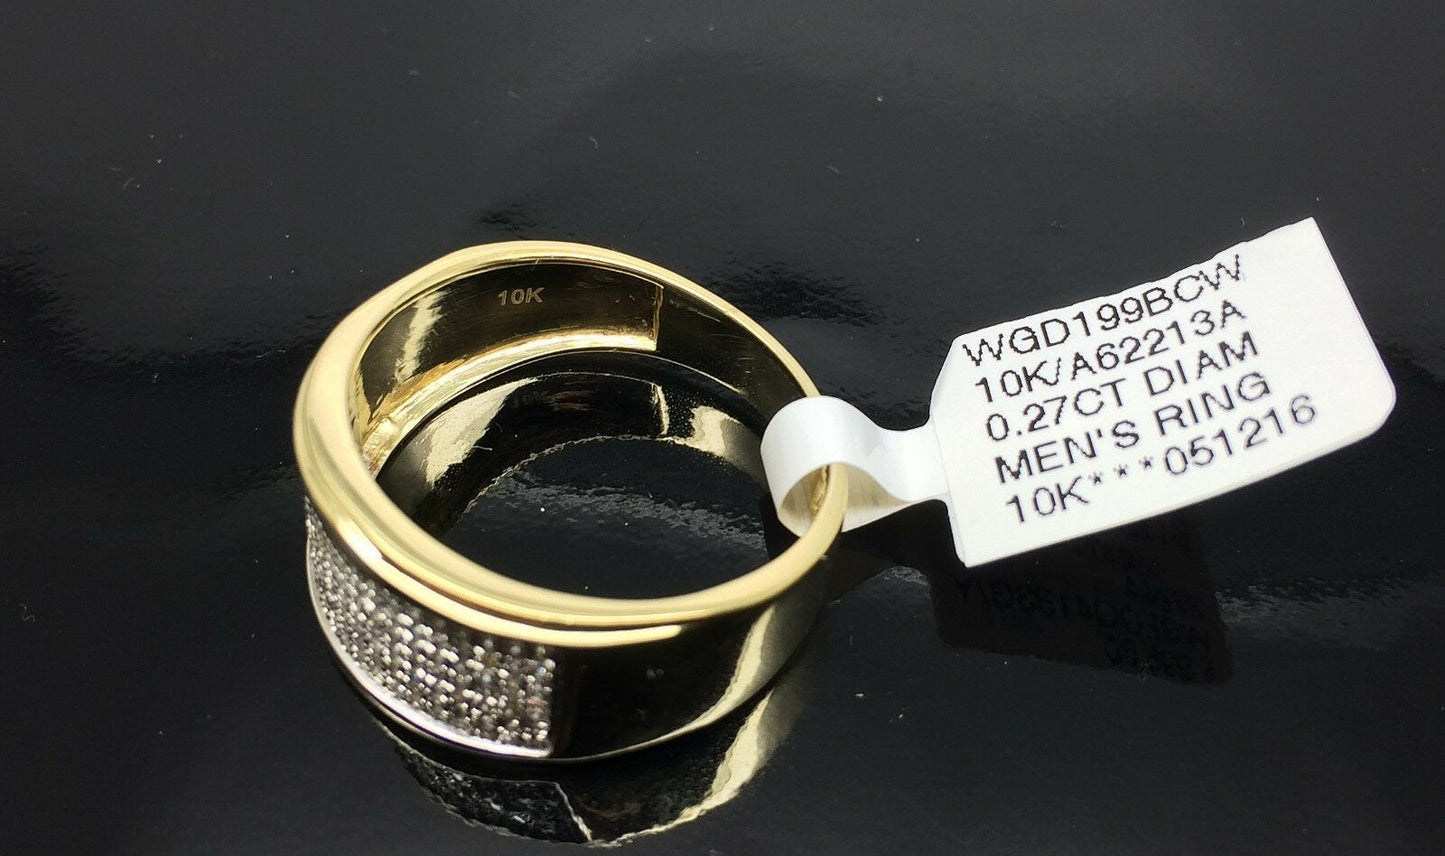 10K
WGD199BCW
10K/A62213A
0.27CT DIAM
MEN'S RING
10K***051216